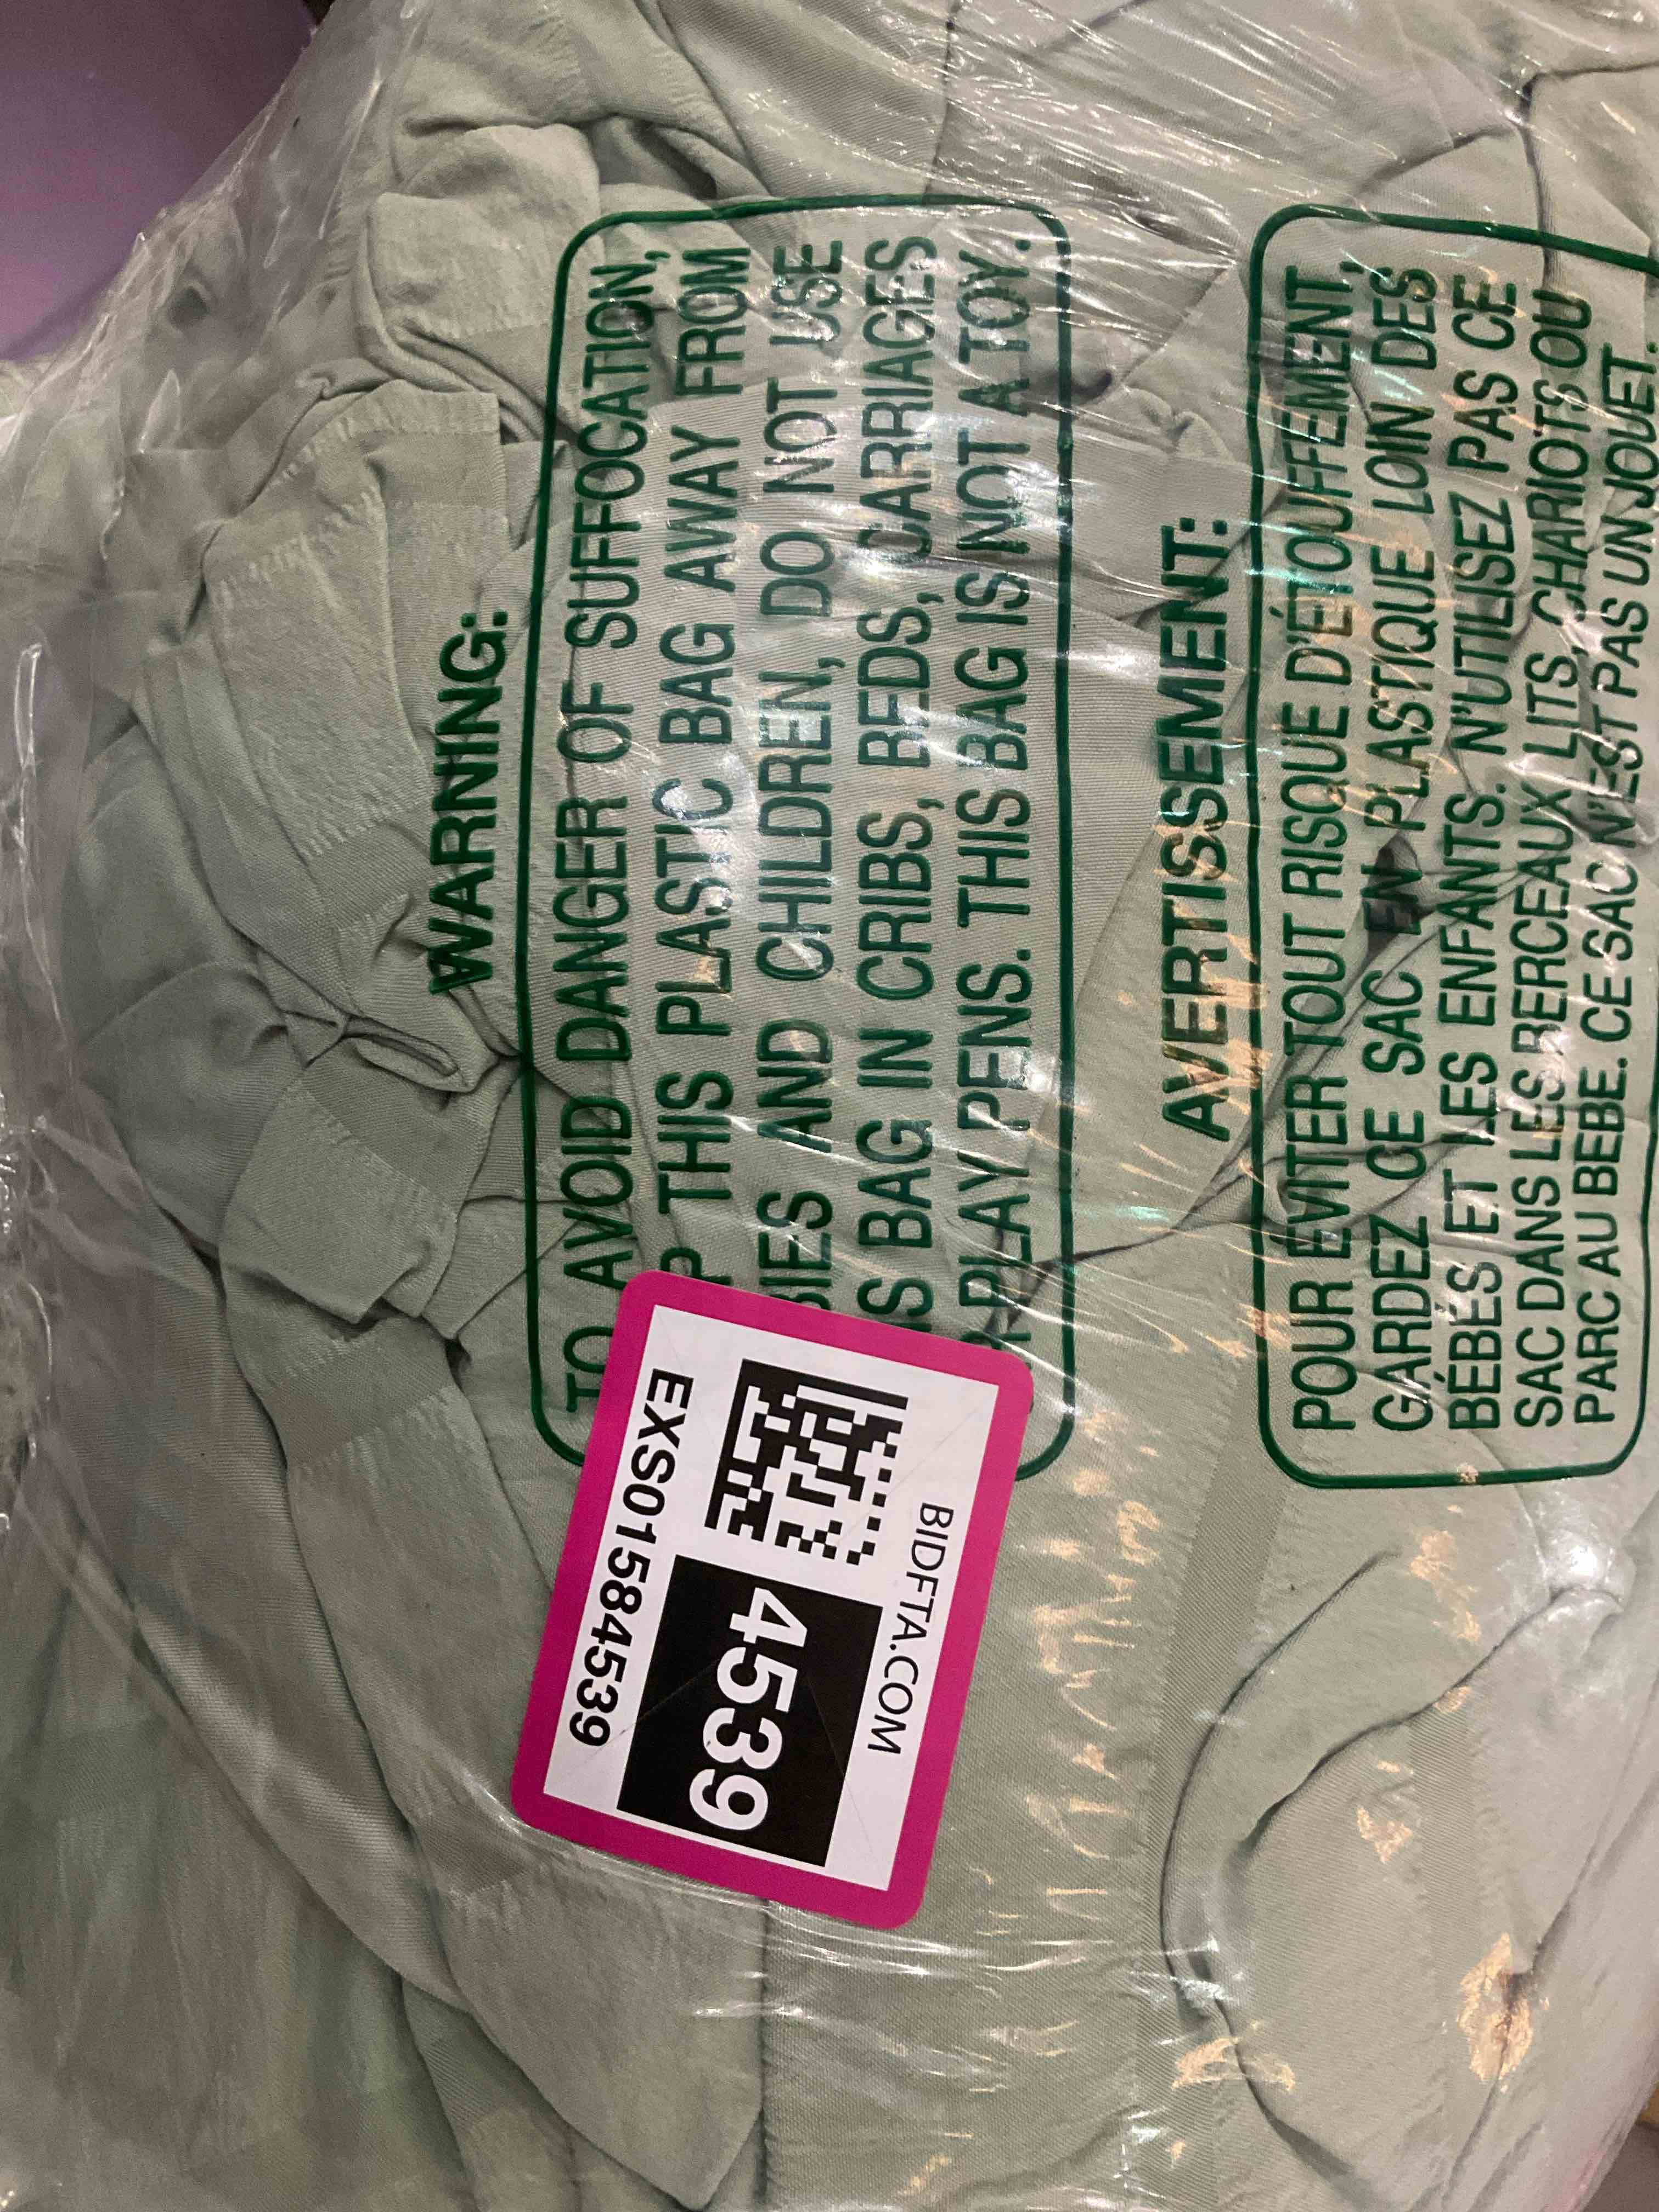 WARNING:
TO AVOID DANGER OF SUFFOCATION,
P THIS PLASTIC BAG AWAY FROM
BIES AND CHILDREN, DO NOT USE
IS BAG IN CRIBS, BEDS, CARRIAGES
R PLAY PENS. THIS BAG IS NOT A TOY.
AVERTISSEMENT:
POUR EVITER TOUT RISQUE D'ÉTOUFFEMENT,
GARDEZ CE SAC EN PLASTIQUE LOIN DES
BÉBÉS ET LES ENFANTS. N'UTILISEZ PAS CE
SAC DANS LES BERCEAUX LITS, CHARIOTS OU
PARC AU BEBE. CE SAC N'EST PAS UN JOUET.
BIDFTA.COM
4539
EXS01584539